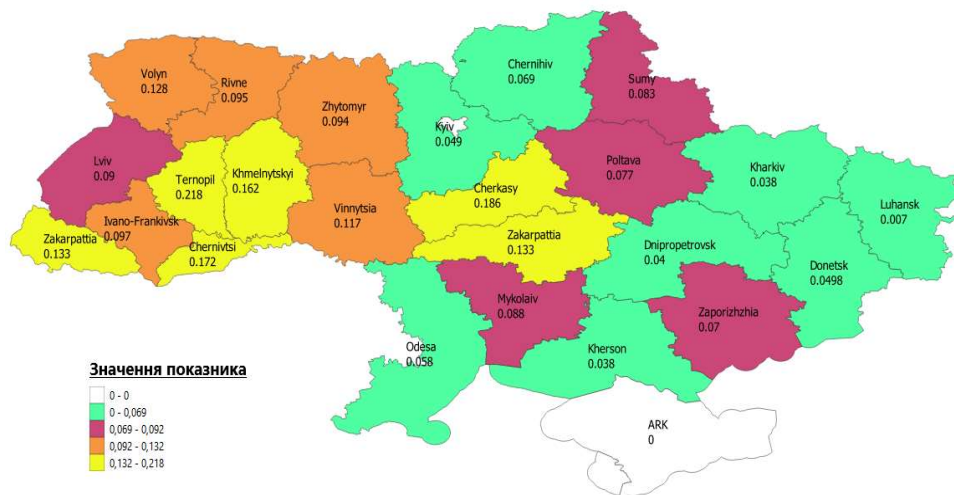 Chernihiv
0.069
Volyn
0.128
Rivne
0.095
Sumy
0.083
Zhytomyr
0.094
Kyiv
0.049
Lviv
0.09
Ternopil
0.218
Khmelnytskyi
0.162
Poltava
0.077
Kharkiv
0.038
Cherkasy
0.186
Luhansk
0.007
Vinnytsia
0.117
Ivano-Frankivsk
0.097
Zakarpattia
0.133
Chernivtsi
0.172
Zakarpattia
0.133
Dnipropetrovsk
0.04
Donetsk
0.0498
Mykolaiv
0.088
Zaporizhzhia
0.07
Odesa
0.058
Kherson
0.038
ARK
0
Значення показника
0 - 0
0 - 0,069
0,069 - 0,092
0,092 - 0,132
0,132 - 0,218